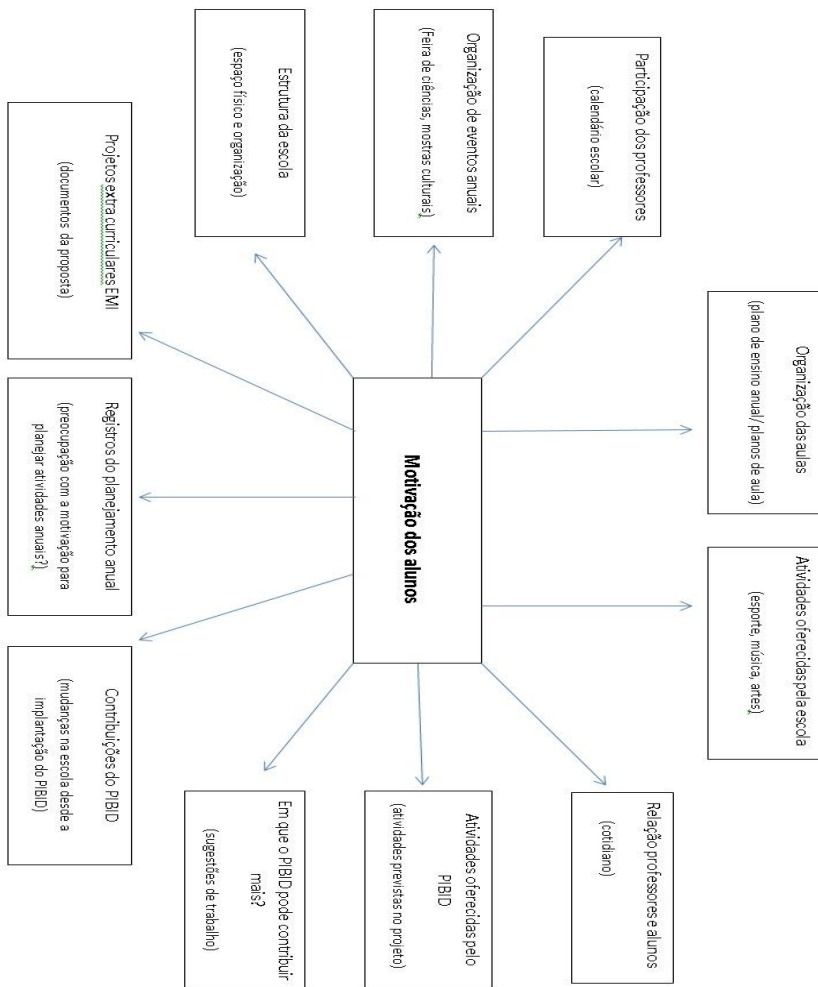 Organização das aulas
(plano de ensino anual/ planos de aula)
Atividades oferecidas pela escola
(esporte, música, artes)
Participação dos professores
(calendário escolar)
Relação professores e alunos
(cotidiano)
Organização de eventos anuais
(Feira de ciências, mostras culturais)
Motivação dos alunos
Atividades oferecidas pelo
PIBID
(atividades previstas no projeto)
Estrutura da escola
(espaço físico e organização)
Em que o PIBID pode contribuir
mais?
(sugestões de trabalho)
Projetos extra curriculares EMI
(documentos da proposta)
Registros do planejamento anual
(preocupação com a motivação para
planejar atividades anuais?)
Contribuições do PIBID
(mudanças na escola desde a
implantação do PIBID)